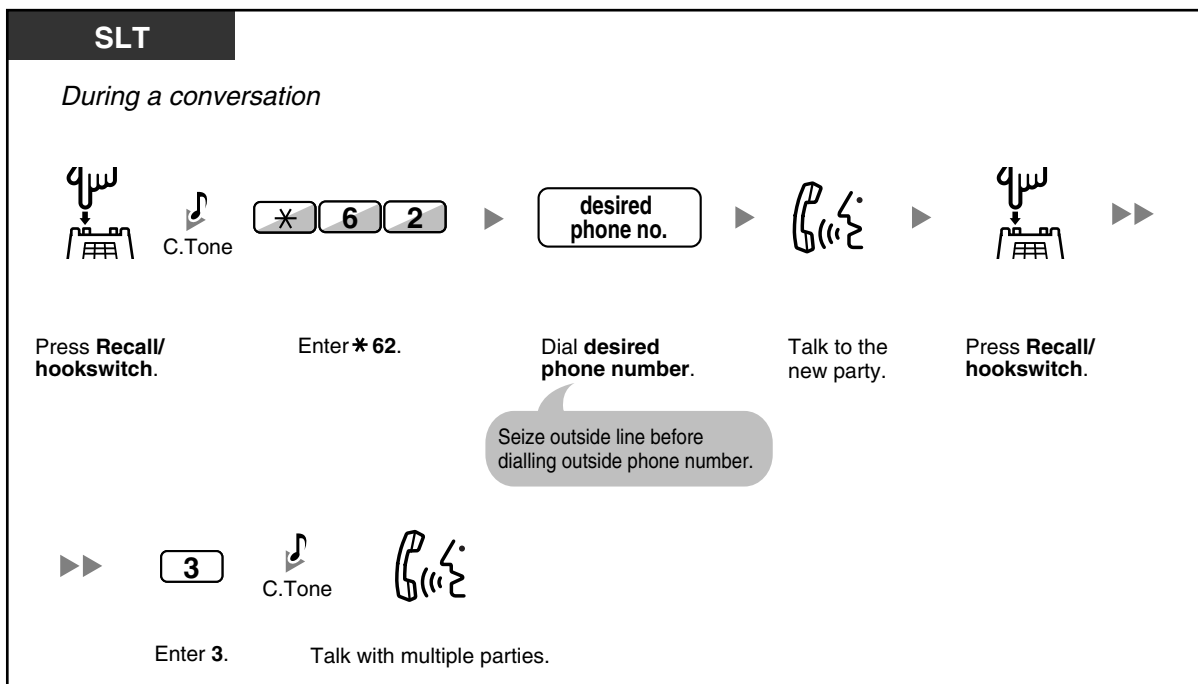 SLT
During a conversation
C.Tone
* 6 2
desired
phone no.
Press Recall/
hookswitch.
Enter * 62.
Dial desired
phone number.
Talk to the
new party.
Press Recall/
hookswitch.
Seize outside line before
dialling outside phone number.
3
C.Tone
Enter 3.
Talk with multiple parties.